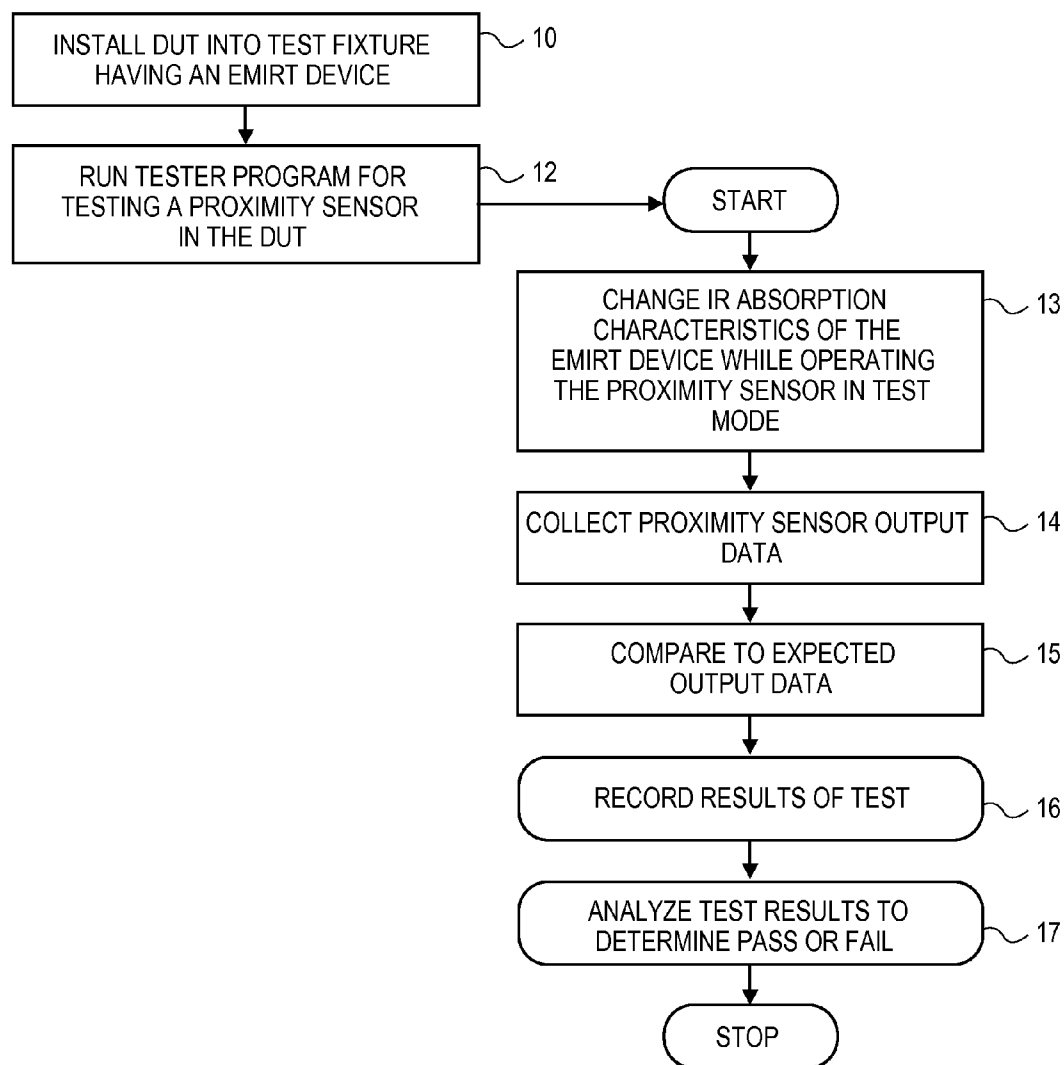 INSTALL DUT INTO TEST FIXTURE
HAVING AN EMIRT DEVICE
10
RUN TESTER PROGRAM FOR
TESTING A PROXIMITY SENSOR
IN THE DUT
12
START
CHANGE IR ABSORPTION
CHARACTERISTICS OF THE
EMIRT DEVICE WHILE OPERATING
THE PROXIMITY SENSOR IN TEST
MODE
13
COLLECT PROXIMITY SENSOR OUTPUT
DATA
14
COMPARE TO EXPECTED
OUTPUT DATA
15
RECORD RESULTS OF TEST
16
ANALYZE TEST RESULTS TO
DETERMINE PASS OR FAIL
17
STOP